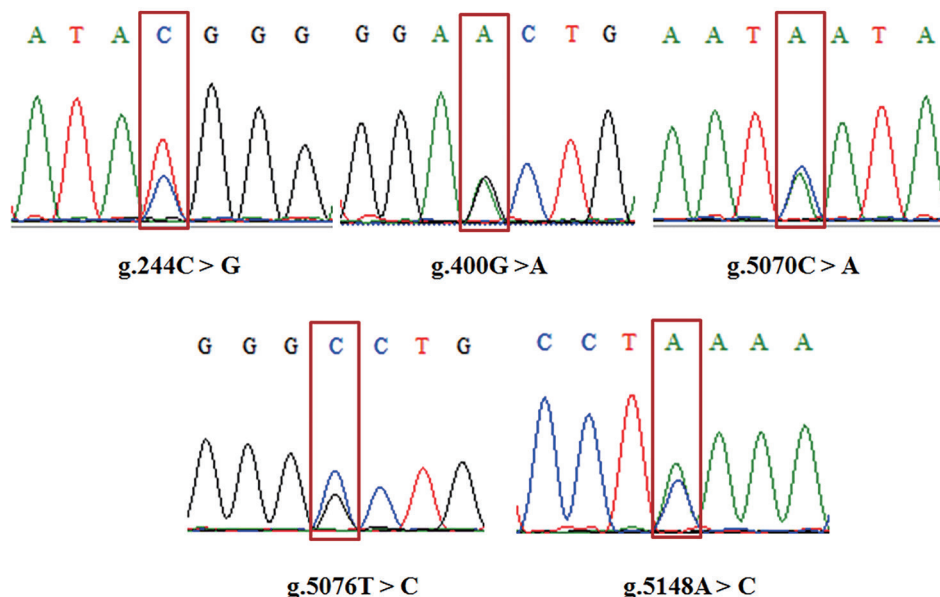 A T A C G G G G G A A C T G A A T A A T A
g.244C > G g.400G >A g.5070C > A
G G G C C T G C C T A A A A
g.5076T > C g.5148A > C